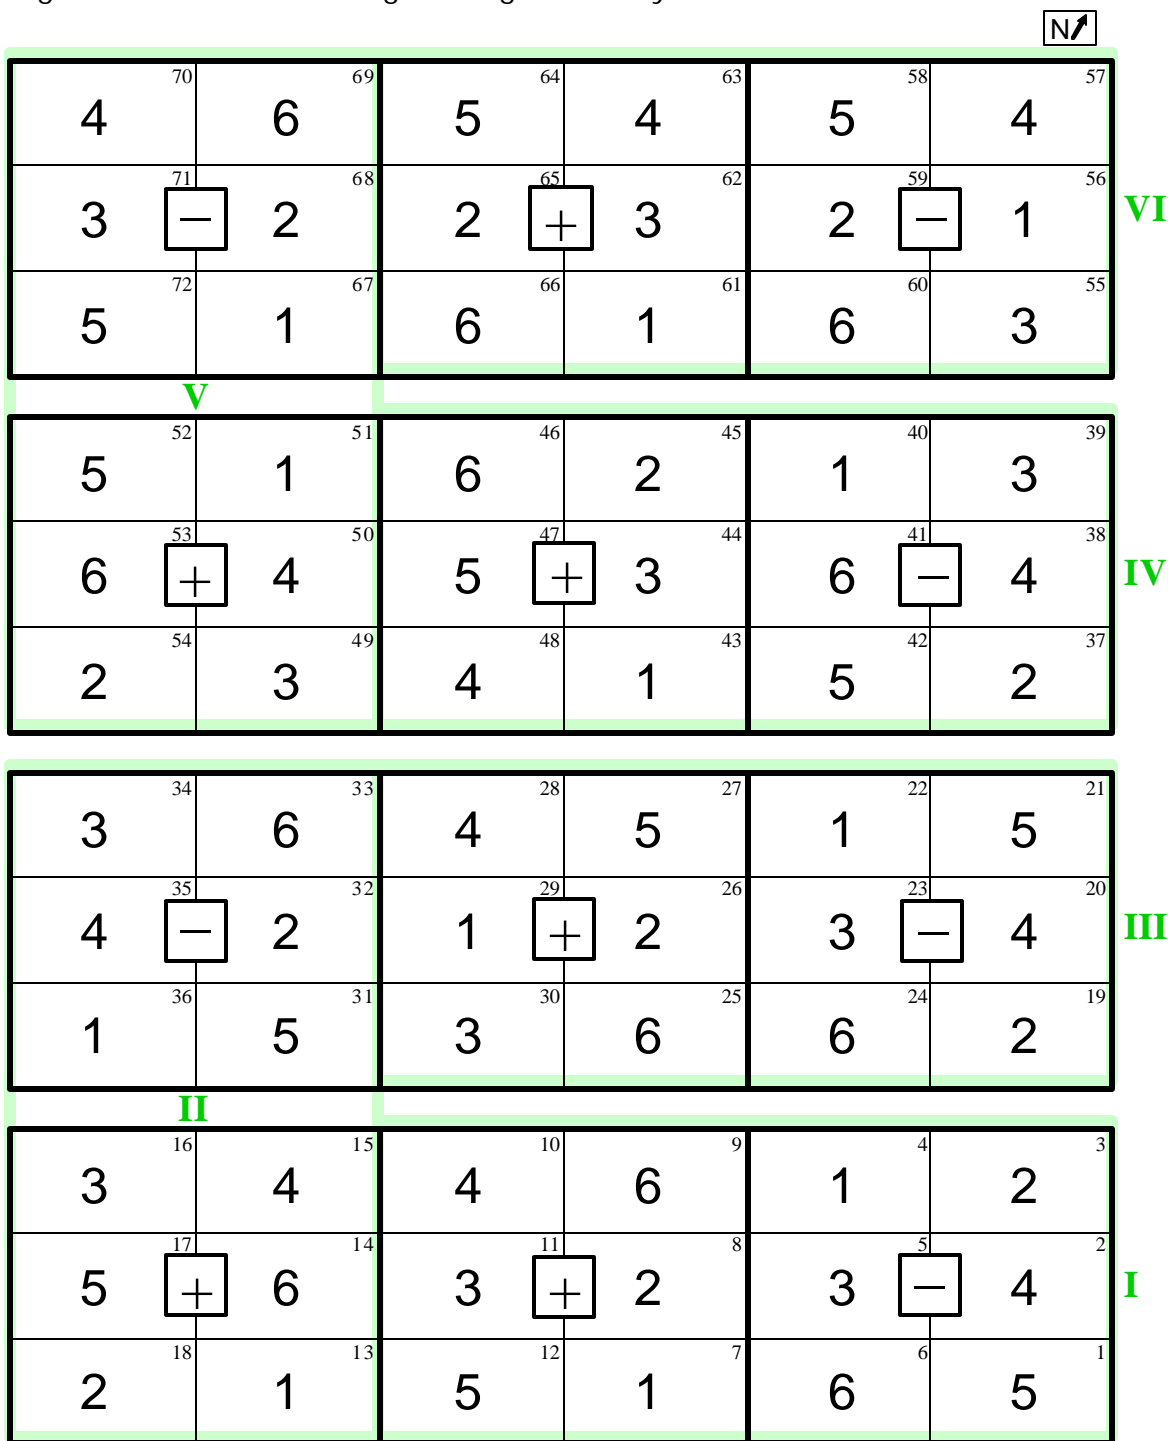 N
70 69 64 63 58 57
4 6 5 4 5 4
71 68 65 62 59 56
3 − 2 2 + 3 2 − 1 VI
72 67 66 61 60 55
5 1 6 1 6 3
V
52 51 46 45 40 39
5 1 6 2 1 3
53 50 47 44 41 38
6 + 4 5 + 3 6 − 4 IV
54 49 48 43 42 37
2 3 4 1 5 2
34 33 28 27 22 21
3 6 4 5 1 5
35 32 29 26 23 20
4 − 2 1 + 2 3 − 4 III
36 31 30 25 24 19
1 5 3 6 6 2
II
16 15 10 9 4 3
3 4 4 6 1 2
17 14 11 8 5 2
5 + 6 3 + 2 3 − 4 I
18 13 12 7 6 1
2 1 5 1 6 5